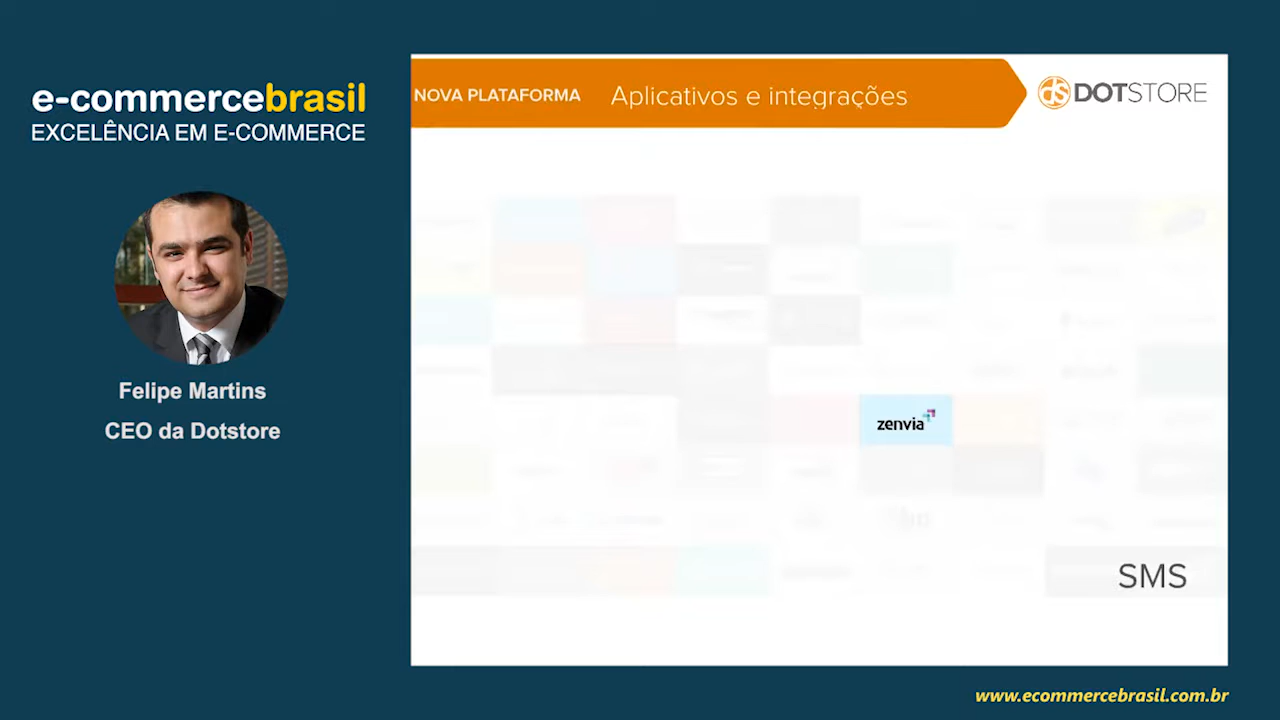 e-commercebrasil
EXCELÊNCIA EM E-COMMERCE
Felipe Martins
CEO da Dotstore
NOVA PLATAFORMA
Aplicativos e integrações
ds DOTSTORE
zenvia
SMS
www.ecommercebrasil.com.br